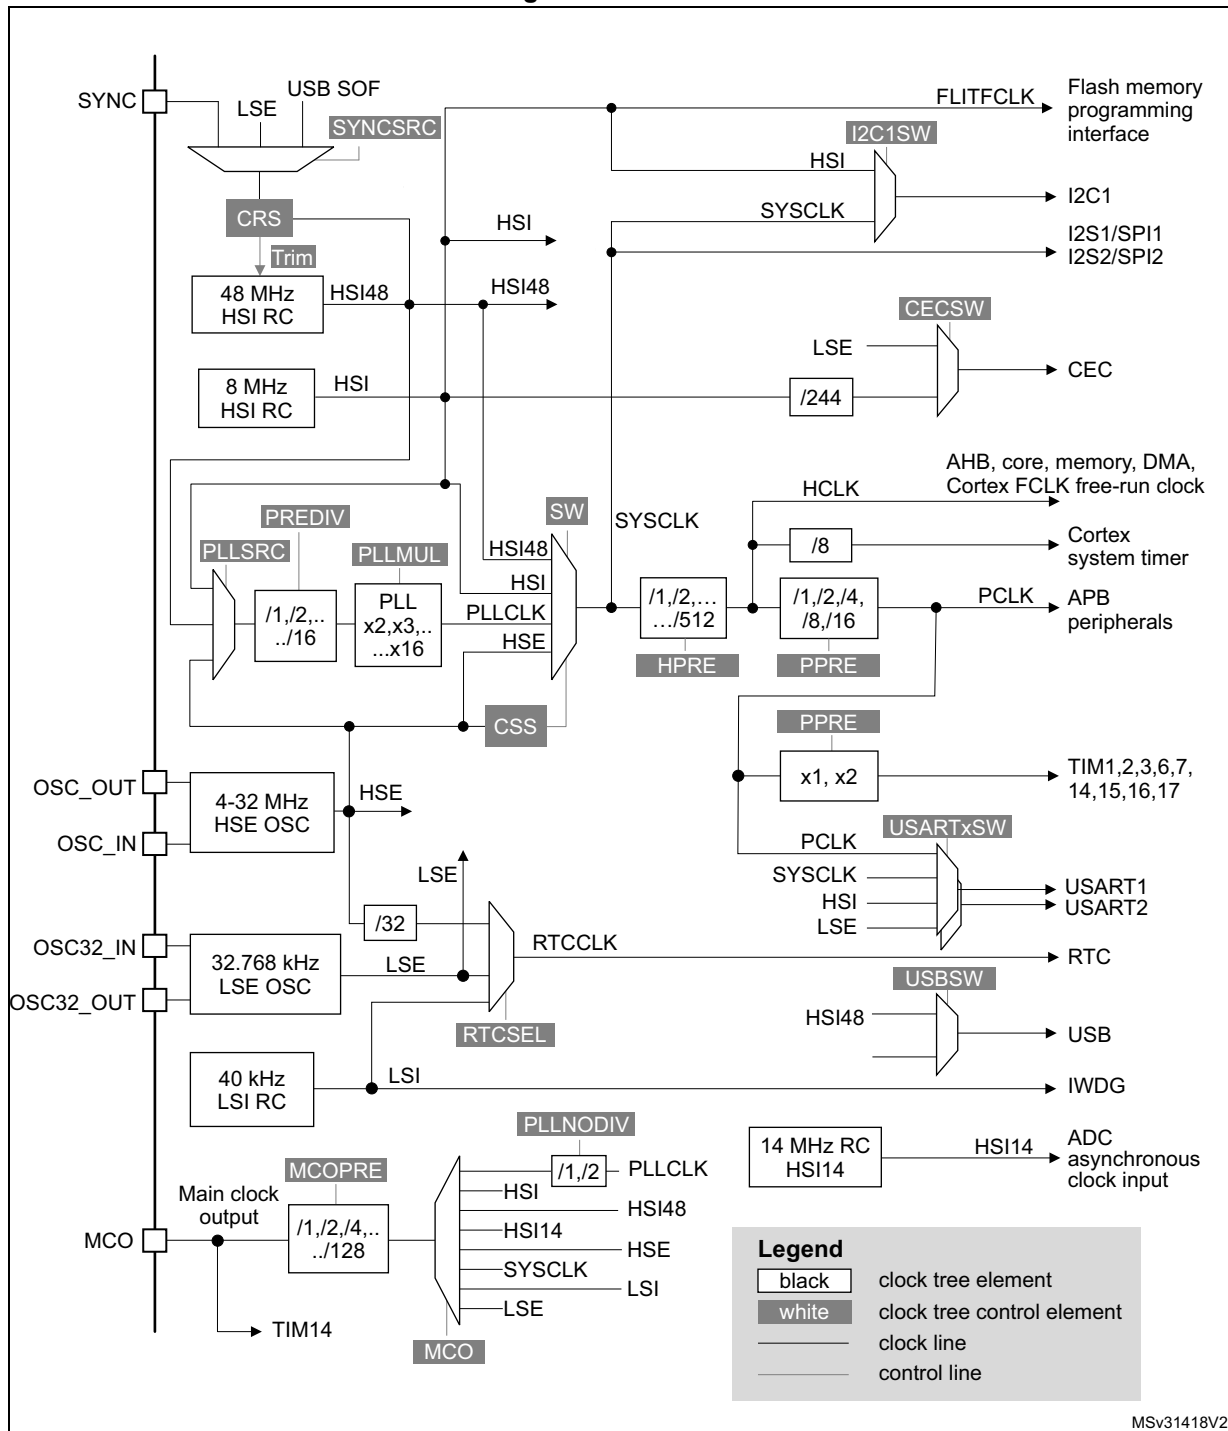 SYNC
LSE
USB SOF
SYNCSRC
CRS
Trim
48 MHz
HSI RC
HSI48
HSI
HSI48
8 MHz
HSI RC
HSI
FLITFCLK
Flash memory
programming
interface
I2C1SW
HSI
SYSCLK
I2C1
I2S1/SPI1
I2S2/SPI2
CECSW
LSE
/244
CEC
PLLSRC
PREDIV
/1,/2,..
../16
PLLMUL
PLL
x2,x3,..
...x16
SW
HSI48
HSI
PLLCLK
HSE
CSS
SYSCLK
/1,/2,...
.../512
HPRE
HCLK
AHB, core, memory, DMA,
Cortex FCLK free-run clock
/8
Cortex
system timer
/1,/2,/4,
/8,/16
PPRE
PCLK
APB
peripherals
PPRE
x1, x2
TIM1,2,3,6,7,
14,15,16,17
OSC_OUT
OSC_IN
4-32 MHz
HSE OSC
HSE
USARTxSW
PCLK
SYSCLK
HSI
LSE
USART1
USART2
LSE
/32
OSC32_IN
OSC32_OUT
32.768 kHz
LSE OSC
LSE
RTCCLK
RTC
RTCSEL
USBSW
HSI48
USB
40 kHz
LSI RC
LSI
IWDG
14 MHz RC
HSI14
HSI14
ADC
asynchronous
clock input
MCO
Main clock
output
MCOPRE
/1,/2,/4,..
../128
TIM14
PLLNODIV
/1,/2
PLLCLK
HSI
HSI48
HSI14
HSE
SYSCLK
LSI
LSE
MCO
Legend
black
clock tree element
white
clock tree control element
clock line
control line
MSv31418V2